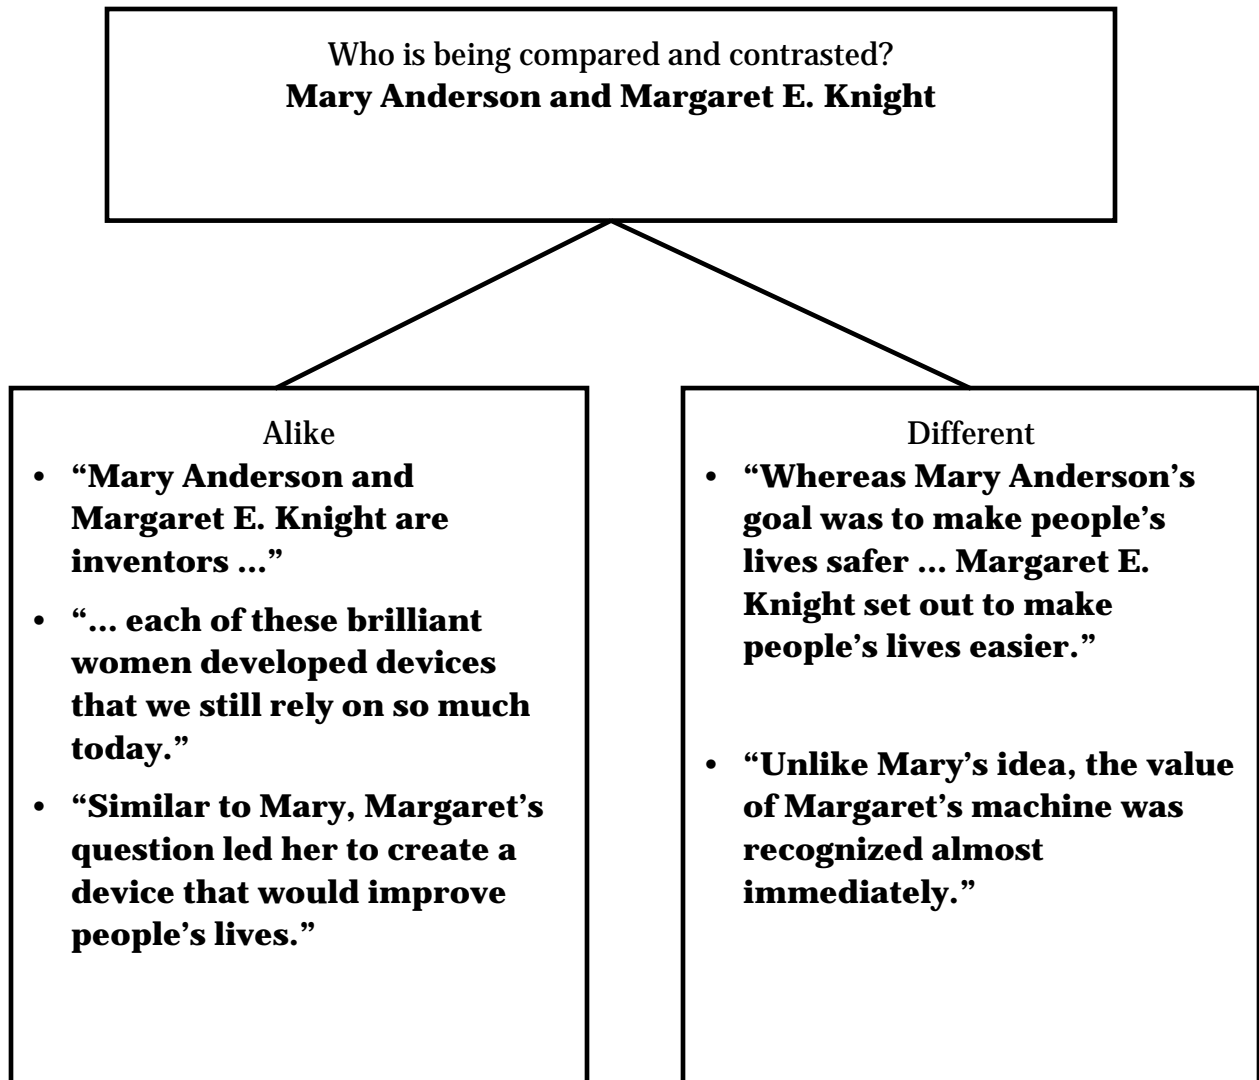 Who is being compared and contrasted?
Mary Anderson and Margaret E. Knight
Alike
• “Mary Anderson and
Margaret E. Knight are
inventors ...”
• “... each of these brilliant
women developed devices
that we still rely on so much
today.”
• “Similar to Mary, Margaret’s
question led her to create a
device that would improve
people’s lives.”
Different
• “Whereas Mary Anderson’s
goal was to make people’s
lives safer ... Margaret E.
Knight set out to make
people’s lives easier.”
• “Unlike Mary’s idea, the value
of Margaret’s machine was
recognized almost
immediately.”